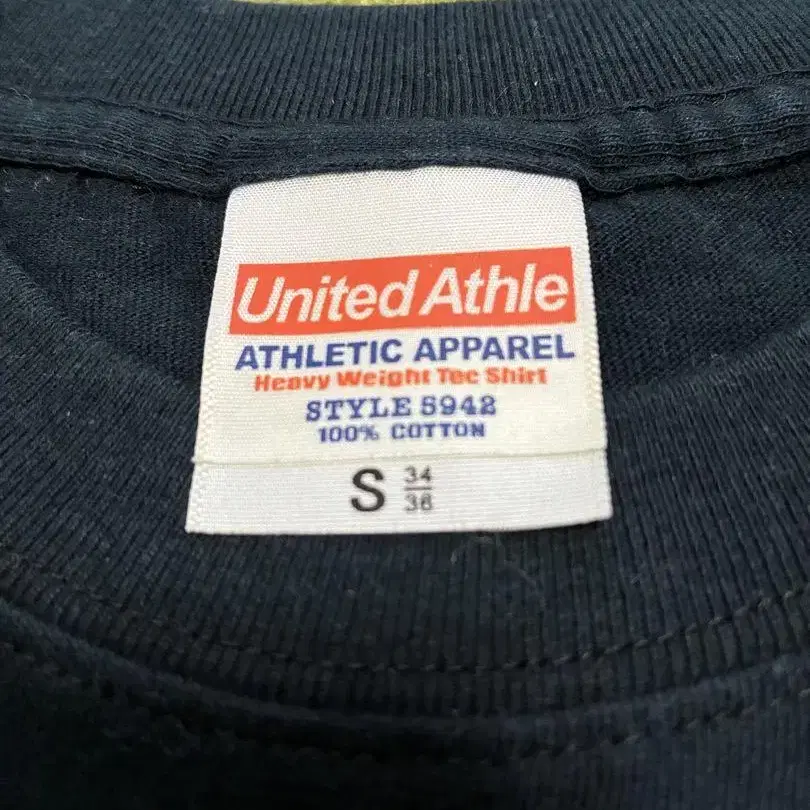 United Athle
ATHLETIC APPAREL
Heavy Weight Tee Shirt
STYLE 5942
100% COTTON
S 34
36